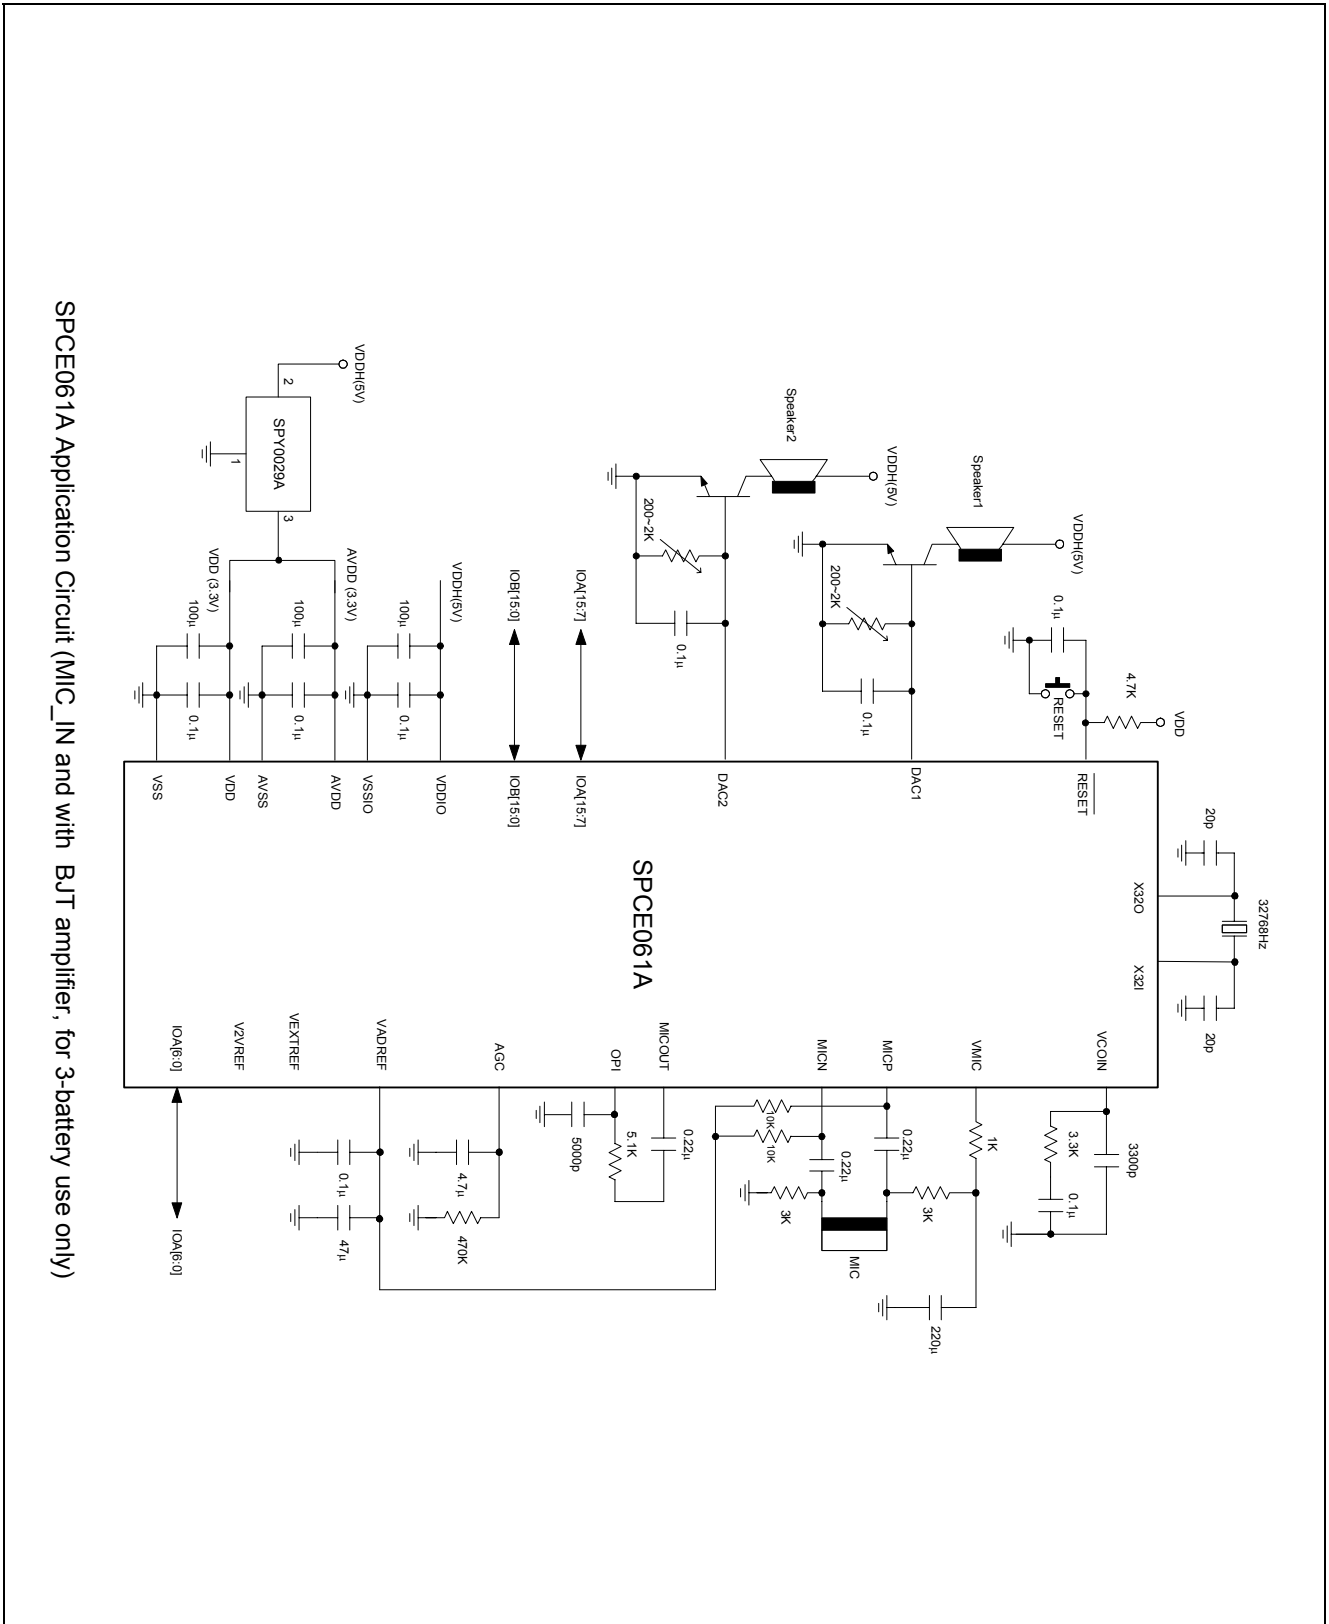 32768Hz
20p
20p
X32O
X32I
VDD
4.7K
0.1μ
RESET
RESET
VCOIN
3300p
3.3K
0.1μ
VDDH(5V)
Speaker1
200~2K
0.1μ
DAC1
VMIC
1K
220μ
MICP
0.22μ
3K
MICN
0.22μ
3K
10K
10K
MIC
VDDH(5V)
Speaker2
200~2K
0.1μ
DAC2
SPCE061A
MICOUT
0.22μ
OPI
5.1K
5000p
IOA[15:7]
IOA[15:7]
IOB[15:0]
IOB[15:0]
AGC
4.7μ
470K
VDDH(5V)
100μ
0.1μ
VDDIO
VSSIO
VADREF
0.1μ
47μ
AVDD (3.3V)
100μ
0.1μ
AVDD
AVSS
VEXTREF
VDD (3.3V)
100μ
0.1μ
VDD
VSS
V2VREF
IOA[6:0]
IOA[6:0]
VDDH(5V)
2
SPY0029A
1
3
SPCE061A Application Circuit (MIC_IN and with BJT amplifier, for 3-battery use only)